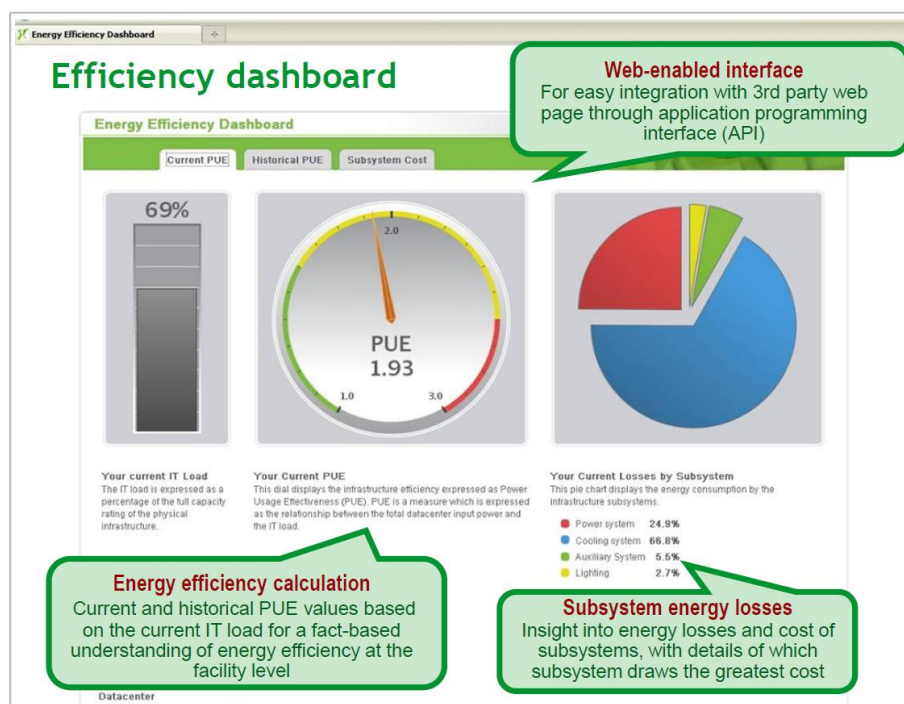 Energy Efficiency Dashboard
Efficiency dashboard
Web-enabled interface
For easy integration with 3rd party web
page through application programming
interface (API)
Energy Efficiency Dashboard
Current PUE
Historical PUE
Subsystem Cost
69%
2.0
PUE
1.93
1.0
3.0
Your current IT Load
The IT load is expressed as a
percentage of the full capacity
rating of the physical
infrastructure.
Your Current PUE
This dial displays the infrastructure efficiency expressed as Power
Usage Effectiveness (PUE). PUE is a measure which is expressed
as the relationship between the total datacenter input power and
the IT load.
Your Current Losses by Subsystem
This pie chart displays the energy consumption by the
infrastructure subsystems.
Power system 24.9%
Cooling system 66.8%
Auxiliary System 5.5%
Lighting 2.7%
Energy efficiency calculation
Current and historical PUE values based
on the current IT load for a fact-based
understanding of energy efficiency at the
facility level
Subsystem energy losses
Insight into energy losses and cost of
subsystems, with details of which
subsystem draws the greatest cost
Datacenter